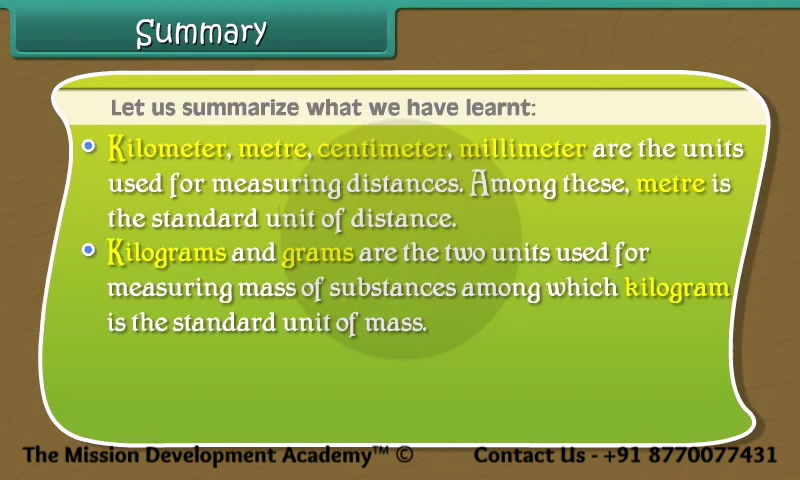 Summary
Let us summarize what we have learnt:
Kilometer, metre, centimeter, millimeter are the units
used for measuring distances. Among these, metre is
the standard unit of distance.
Kilograms and grams are the two units used for
measuring mass of substances among which kilogram
is the standard unit of mass.
The Mission Development Academy™ © Contact Us - +91 8770077431